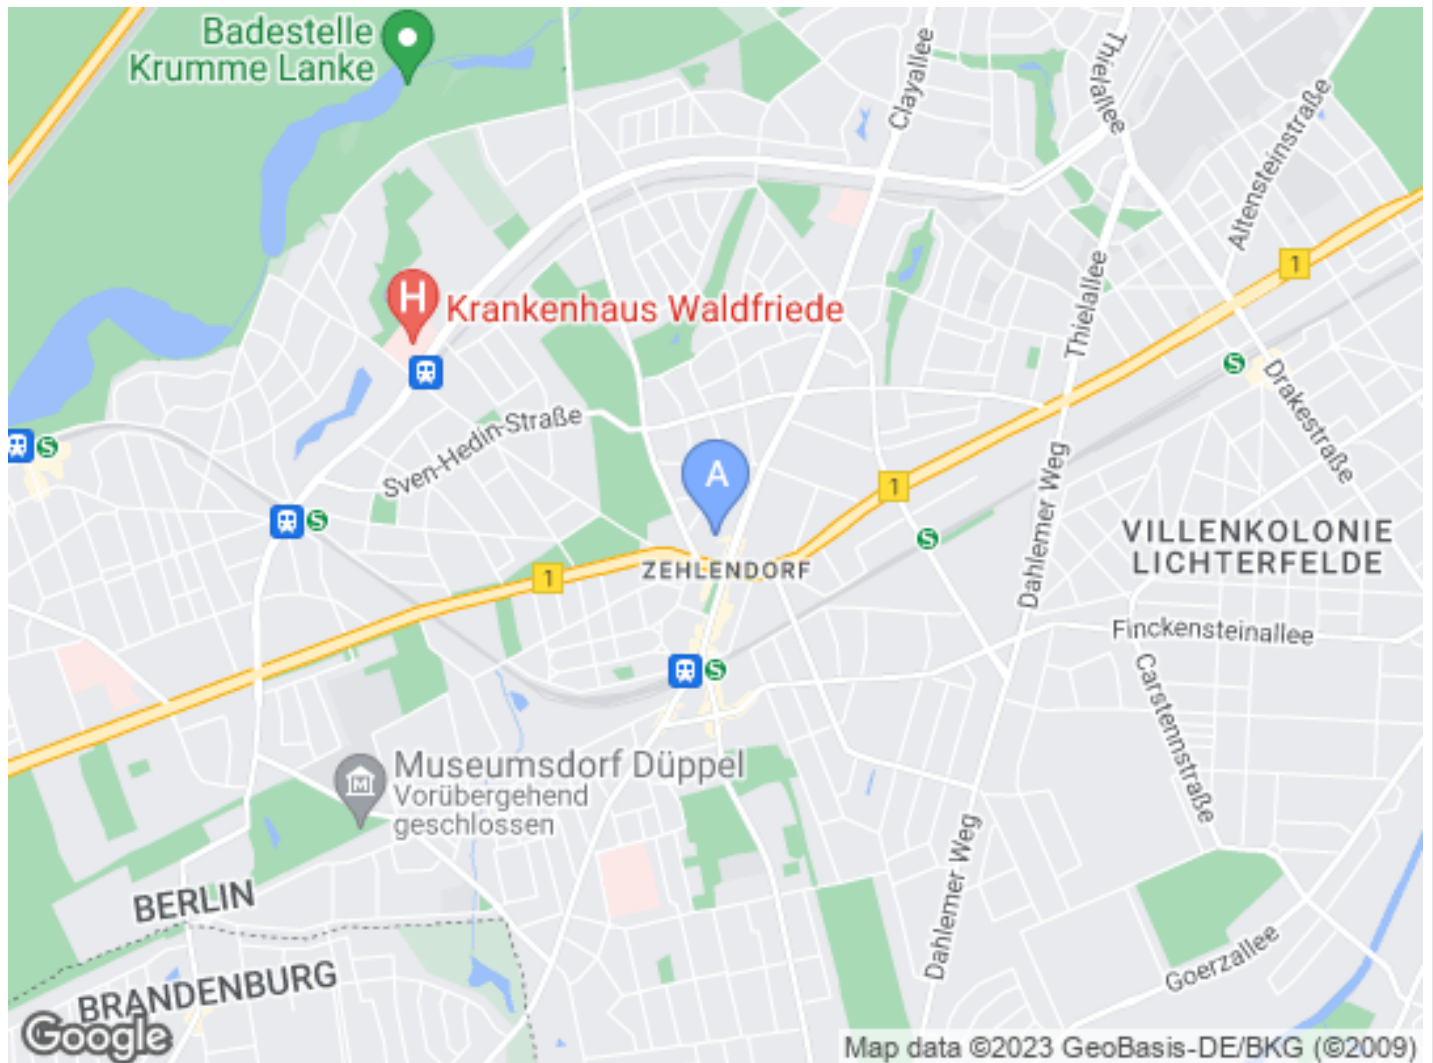 Badestelle
Krumme Lanke
Clayallee
Thielallee
Altensteinstraße
1
Krankenhaus Waldfriede
H
Thielallee
S
Drakestraße
Sven-Hedin-Straße
S
A
1
Dahlemer Weg
S
S
VILLENKOLONIE
LICHTERFELDE
1
ZEHLENDORF
Finckensteinallee
S
Carstennstraße
Museumsdorf Düppel
Vorübergehend
geschlossen
M
Dahlemer Weg
BERLIN
Goerzallee
BRANDENBURG
Google
Map data ©2023 GeoBasis-DE/BKG (©2009)